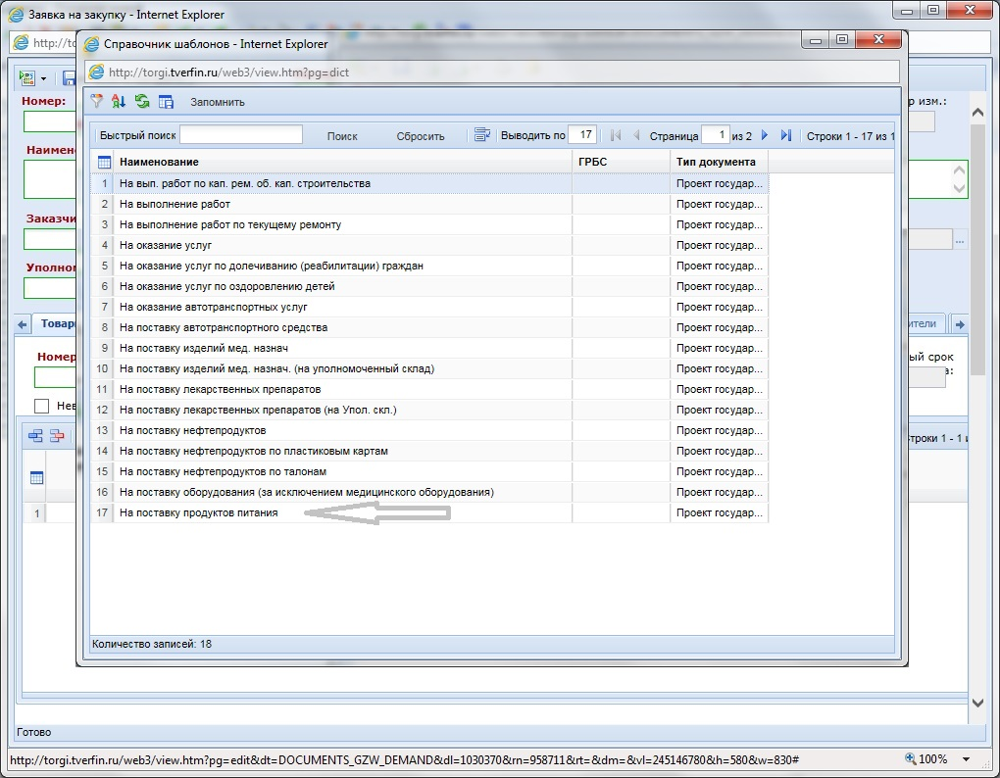 Заявка на закупку - Internet Explorer
Справочник шаблонов - Internet Explorer
http://torgi.tverfin.ru/web3/view.htm?pg=dict
Запомнить
Быстрый поиск Поиск Сбросить Выводить по 17 Страница 1 из 2 Строки 1 - 17 из 1
Наименование ГРБС Тип документа
1 На вып. работ по кап. рем. об. кап. строительства Проект государ...
2 На выполнение работ Проект государ...
3 На выполнение работ по текущему ремонту Проект государ...
4 На оказание услуг Проект государ...
5 На оказание услуг по долечиванию (реабилитации) граждан Проект государ...
6 На оказание услуг по оздоровлению детей Проект государ...
7 На оказание автотранспортных услуг Проект государ...
8 На поставку автотранспортного средства Проект государ...
9 На поставку изделий мед. назнач Проект государ...
10 На поставку изделий мед. назнач. (на уполномоченный склад) Проект государ...
11 На поставку лекарственных препаратов Проект государ...
12 На поставку лекарственных препаратов (на Упол. скл.) Проект государ...
13 На поставку нефтепродуктов Проект государ...
14 На поставку нефтепродуктов по пластиковым картам Проект государ...
15 На поставку нефтепродуктов по талонам Проект государ...
16 На поставку оборудования (за исключением медицинского оборудования) Проект государ...
17 На поставку продуктов питания Проект государ...
Количество записей: 18
http://to
Номер: р изм.:
Наимено
Заказчи ...
Уполном
Товар ители
Номер ый срок
а:
Нев
троки 1 - 1 и
1
Готово
http://torgi.tverfin.ru/web3/view.htm?pg=edit&dt=DOCUMENTS_GZW_DEMAND&dl=1030370&rn=958711&rt=&dm=&vl=245146780&h=580&w=830# 100%